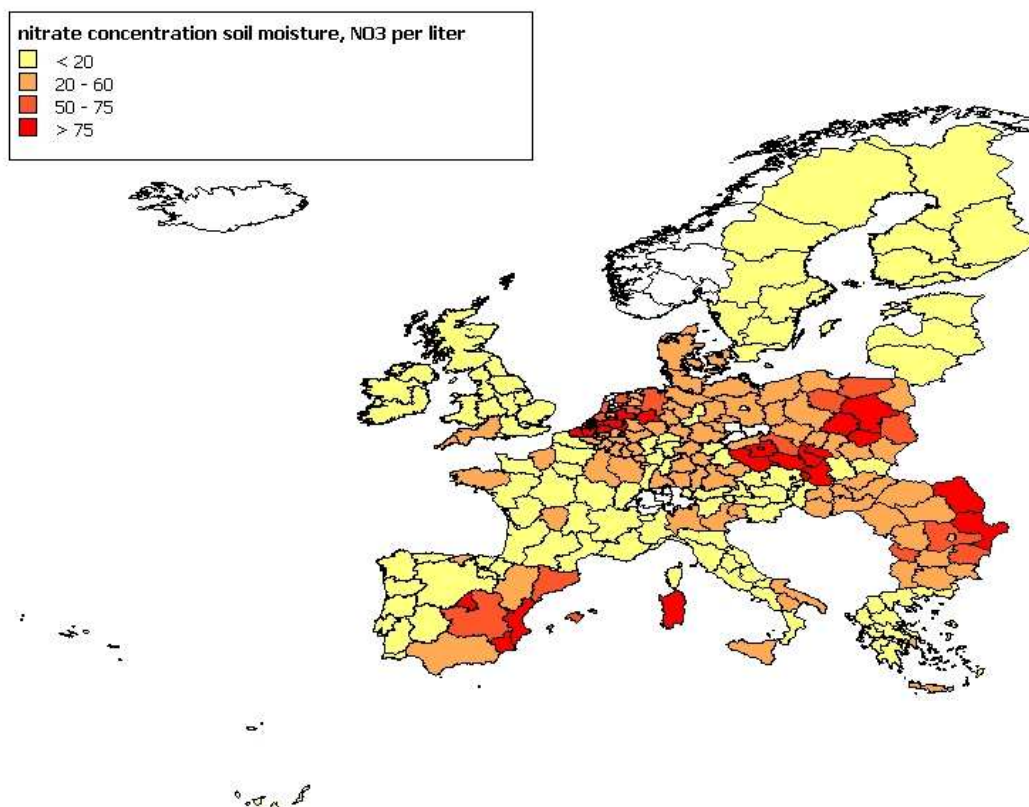 nitrate concentration soil moisture, NO3 per liter
< 20
20 - 60
50 - 75
> 75